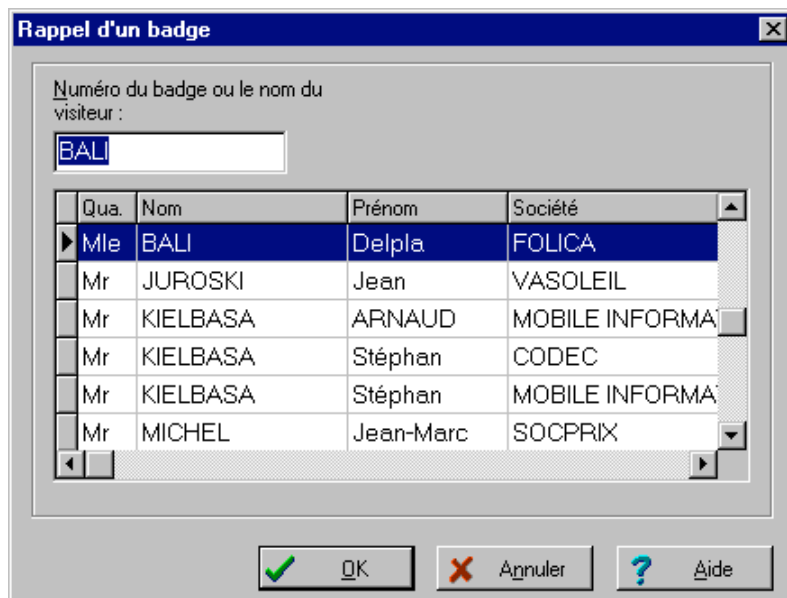 Rappel d'un badge
Numéro du badge ou le nom du
visiteur :
BALI
Qua. Nom Prénom Société
Mle BALI Delpla FOLICA
Mr JUROSKI Jean VASOLEIL
Mr KIELBASA ARNAUD MOBILE INFORMAT
Mr KIELBASA Stéphan CODEC
Mr KIELBASA Stéphan MOBILE INFORMAT
Mr MICHEL Jean-Marc SOCPRIX
OK Annuler Aide